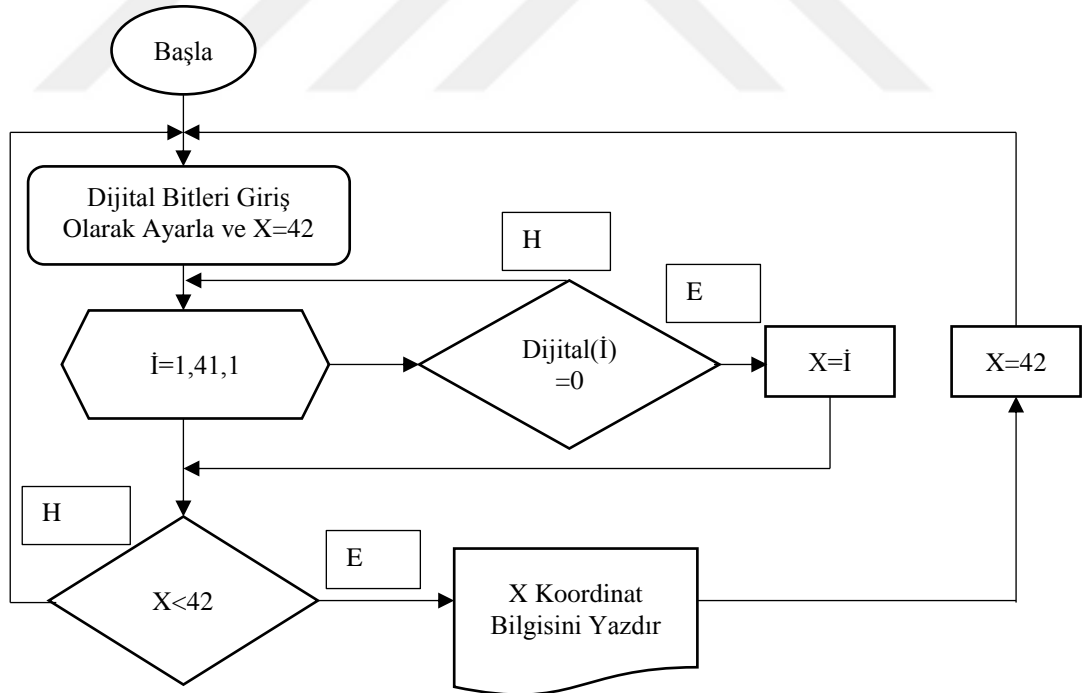 Başla
Dijital Bitleri Giriş
Olarak Ayarla ve X=42
H
E
İ=1,41,1
Dijital(İ)
=0
X=İ
X=42
H
E
X<42
X Koordinat
Bilgisini Yazdır